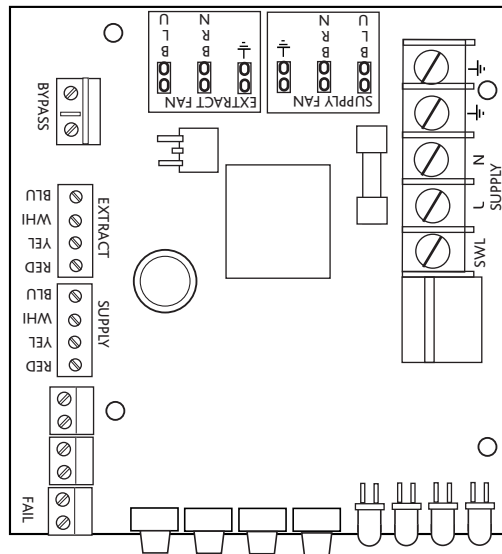 BLU
BRN
EXTRACT FAN
BRN
BLU
SUPPLY FAN
BYPASS
BLU
WHI
YEL
RED
EXTRACT
BLU
WHI
YEL
RED
SUPPLY
FAIL
N
L
SUPPLY
SWL